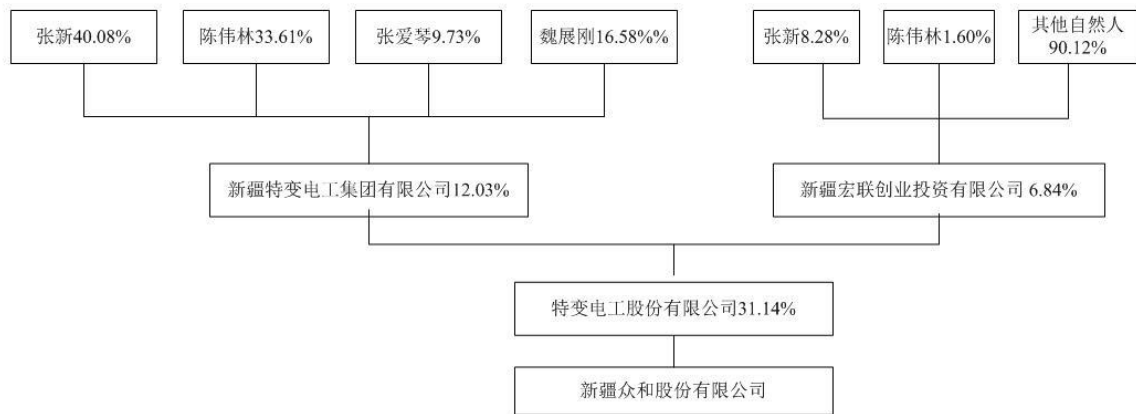 张新40.08%
陈伟林33.61%
张爱琴9.73%
魏展刚16.58%%
张新8.28%
陈伟林1.60%
其他自然人
90.12%
新疆特变电工集团有限公司12.03%
新疆宏联创业投资有限公司 6.84%
特变电工股份有限公司31.14%
新疆众和股份有限公司